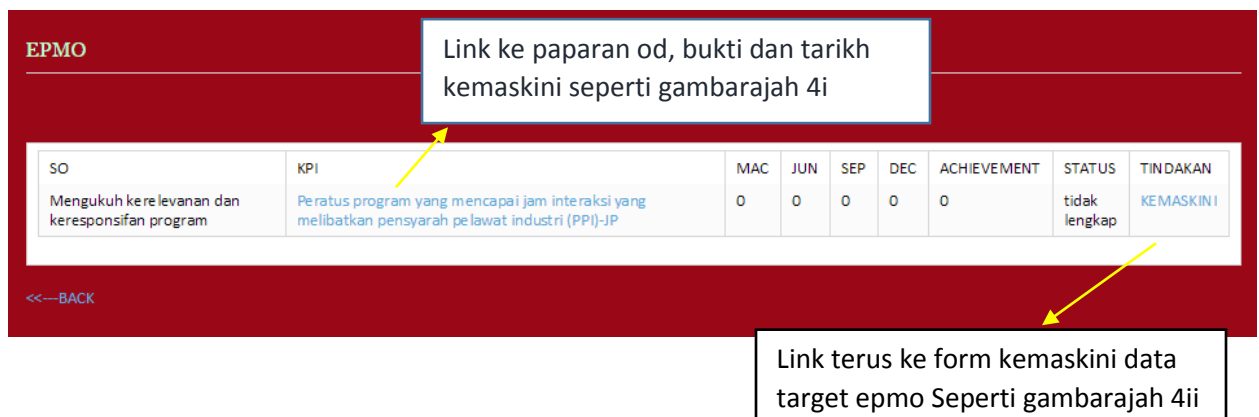 EPMO
Link ke paparan od, bukti dan tarikh
kemaskini seperti gambarajah 4i
SO KPI MAC JUN SEP DEC ACHIEVEMENT STATUS TINDAKAN
Mengukuh kerelevanan dan Peratus program yang mencapai jam interaksi yang 0 0 0 0 0 tidak KEMASKINI
keresponsifan program melibatkan pensyarah pelawat industri (PPI)-JP lengkap
<<---BACK
Link terus ke form kemaskini data
target epmo Seperti gambarajah 4ii